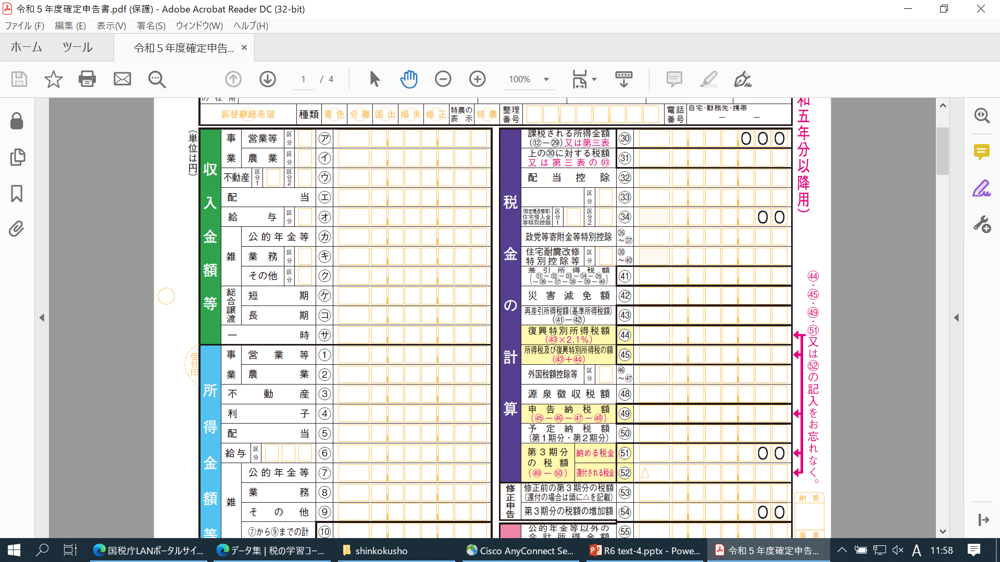 令和５年度確定申告書.pdf (保護) - Adobe Acrobat Reader DC (32-bit)
ファイル (F) 編集 (E) 表示(V) 署名(S) ウィンドウ(W) ヘルプ(H)
ホーム ツール 令和５年度確定申告... ×
1 / 4 100%
振替継続希望 種類 青色 分離 国出 損失 修正 特農の表示 特農 整理番号 電話番号 自宅・勤務先・携帯 ― ―
(単位は円)
収入金額等
事業 営業等 区分 ㋐
農業 区分 ㋑
不動産 区分1 区分2 ㋒
配当 ㋓
給与 区分 ㋔
雑 公的年金等 ㋕
業務 区分 ㋖
その他 区分 ㋗
総合譲渡 短期 ㋘
長期 ㋙
一時 ㋚
受付印
所得金額等
事業 営業等 ①
農業 ②
不動産 ③
利子 ④
配当 ⑤
給与 区分 ⑥
雑 公的年金等 ⑦
業務 ⑧
その他 ⑨
⑦から⑨までの計 ⑩
税金の計算
課税される所得金額
(⑫－㉙)又は第三表 ㉚ 0 0 0
上の㉚に対する税額
又は第三表の93 ㉛
配当控除 ㉜
区分 ㉝
(特定増改築等)
住宅借入金
等特別控除 区分1 区分2 ㉞ 0 0
政党等寄附金等特別控除 ㉟～㊲
住宅耐震改修
特別控除等 区分 ㊳～㊵
差引所得税額
(㉛－㉜－㉝－㉞－㉟
－㊱－㊲－㊳－㊴－㊵) ㊶
災害減免額 ㊷
再差引所得税額(基準所得税額)
(㊶－㊷) ㊸
復興特別所得税額
(㊸×2.1%) ㊹
所得税及び復興特別所得税の額
(㊸＋㊹) ㊺
外国税額控除等 区分 ㊻～㊼
源泉徴収税額 ㊽
申告納税額
(㊺－㊻－㊼－㊽) ㊾
予定納税額
(第１期分・第２期分) ㊿
第３期分
の税額
(㊾－㊿) 納める税金 51 0 0
還付される税金 52 △
修正申告
修正前の第３期分の税額
(還付の場合は頭に△を記載) 53
第３期分の税額の増加額 54 0 0
公的年金等以外の
合計所得金額 55
和五年分以降用)
㊹・㊺・㊾・51又は52の記入をお忘れなく。
納管
事業
国税庁LANポータルサイ... データ集 | 税の学習コー... shinkokusho Cisco AnyConnect Se... R6 text-4.pptx - Powe... 令和５年度確定申告... A 11:58